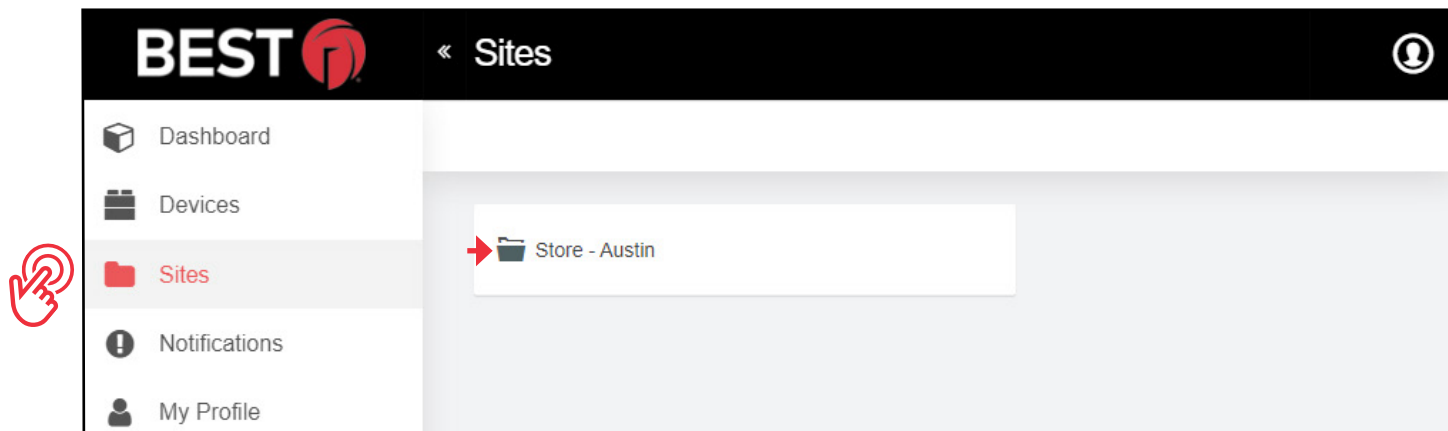 BEST
« Sites
Dashboard
Devices
Sites
Notifications
My Profile
Store - Austin